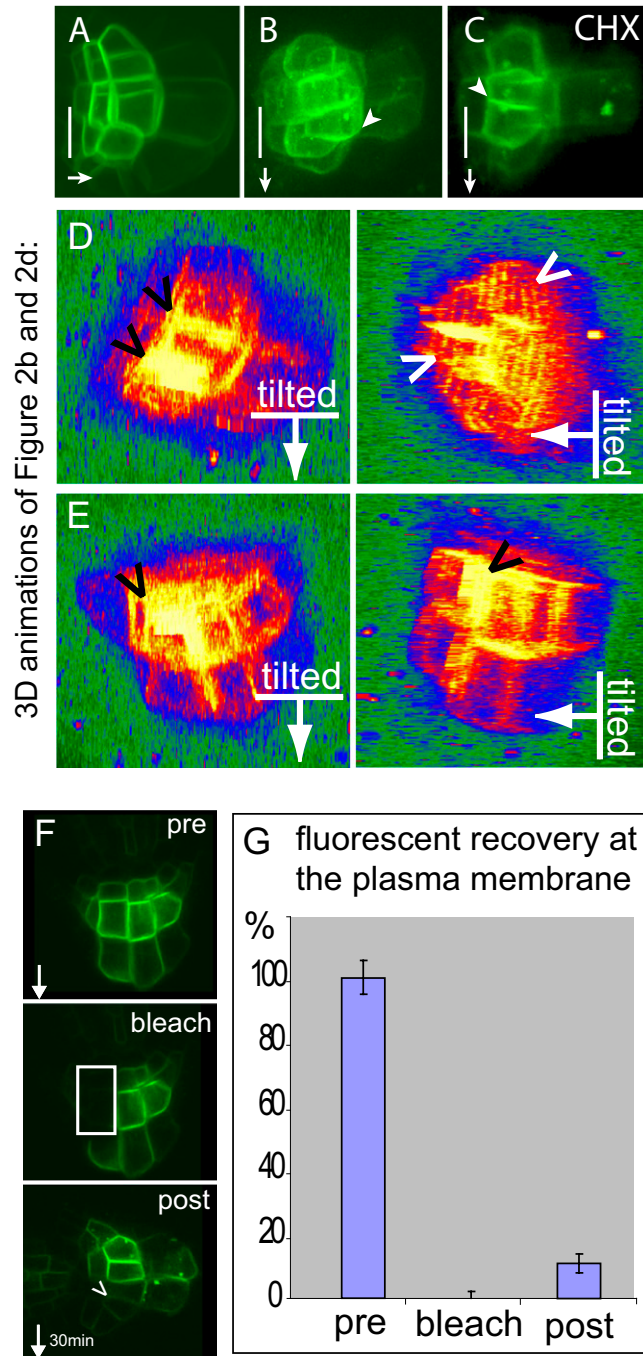 A
B
C CHX
3D animations of Figure 2b and 2d:
D
tilted
tilted
E
tilted
tilted
F pre
bleach
post
30min
G fluorescent recovery at
the plasma membrane
%
100
80
60
40
20
0
pre bleach post